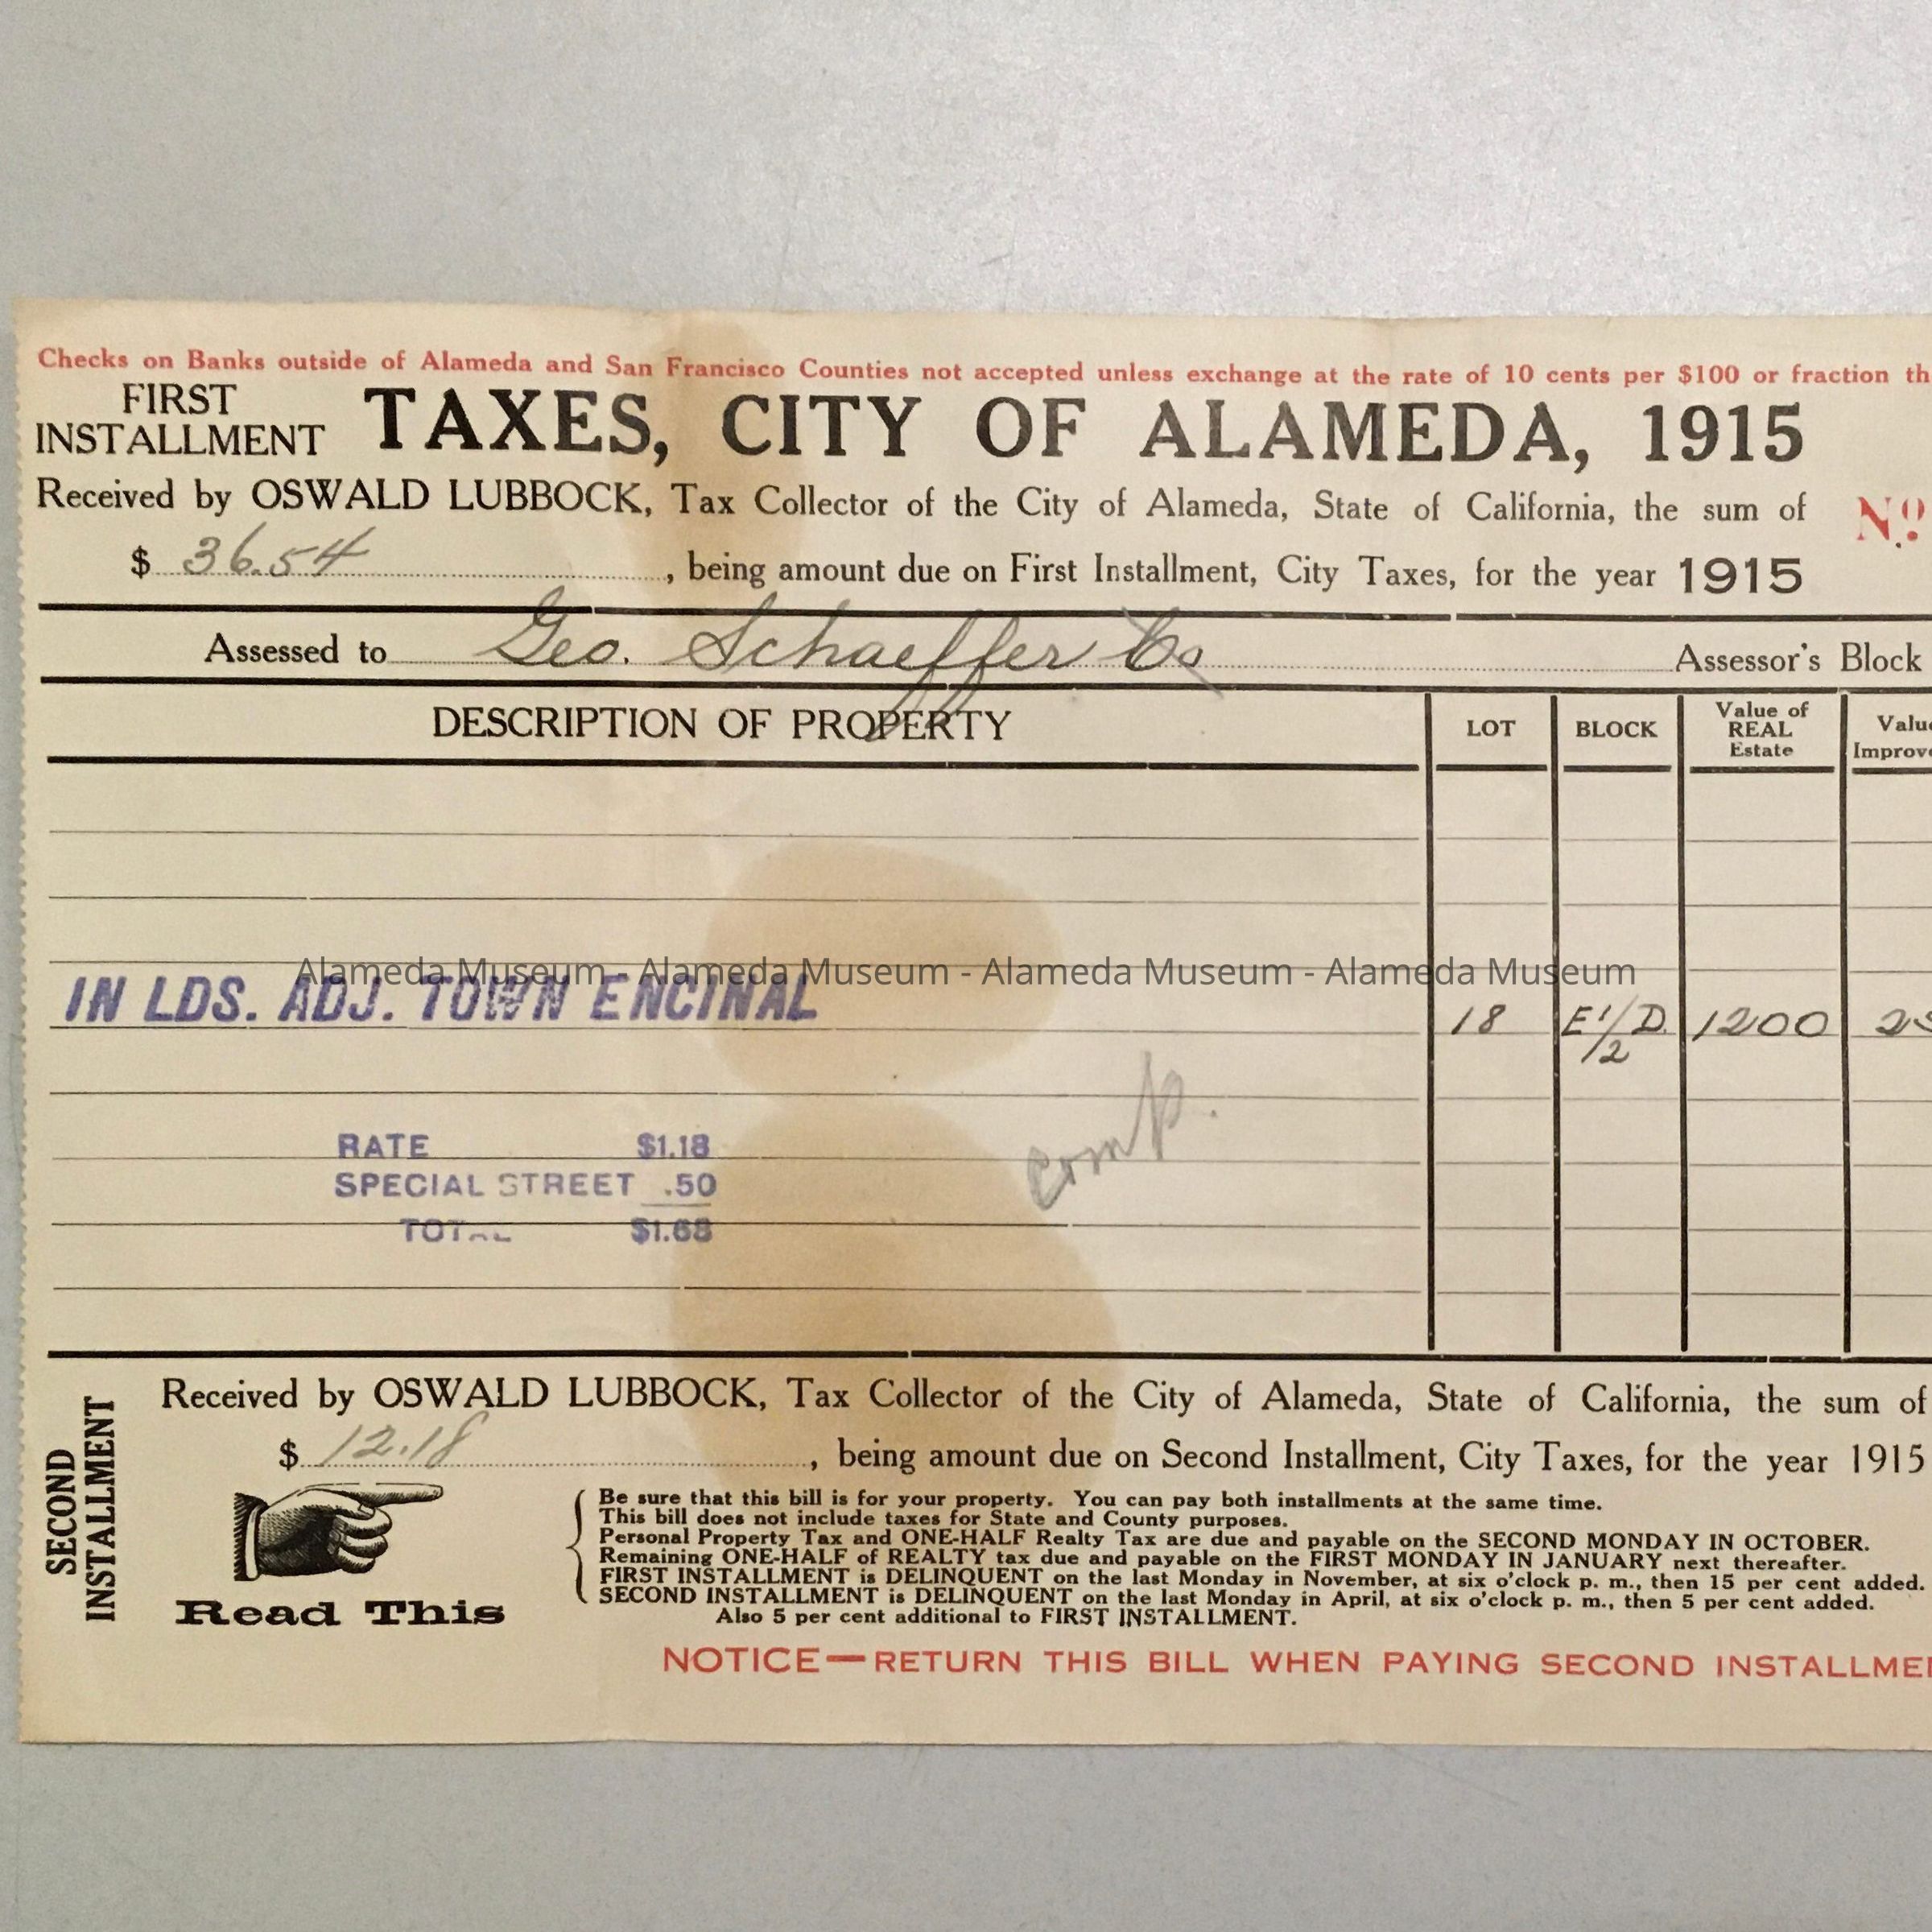 Checks on Banks outside of Alameda and San Francisco Counties not accepted unless exchange at the rate of 10 cents per $100 or fraction th
FIRST INSTALLMENT
TAXES, CITY OF ALAMEDA, 1915
Received by OSWALD LUBBOCK, Tax Collector of the City of Alameda, State of California, the sum of No.
$ 36.54, being amount due on First Installment, City Taxes, for the year 1915
Assessed to Geo. Schaeffer Co Assessor's Block
DESCRIPTION OF PROPERTY LOT BLOCK Value of REAL Estate Value Improve
Alameda Museum - Alameda Museum - Alameda Museum - Alameda Museum
IN LDS. ADJ. TOWN ENCINAL 18 E 1/2 D. 1200 25
comp.
RATE $1.18
SPECIAL STREET .50
TOTAL $1.68
SECOND INSTALLMENT
Received by OSWALD LUBBOCK, Tax Collector of the City of Alameda, State of California, the sum of
$ 12.18, being amount due on Second Installment, City Taxes, for the year 1915
Read This
Be sure that this bill is for your property. You can pay both installments at the same time.
This bill does not include taxes for State and County purposes.
Personal Property Tax and ONE-HALF Realty Tax are due and payable on the SECOND MONDAY IN OCTOBER.
Remaining ONE-HALF of REALTY tax due and payable on the FIRST MONDAY IN JANUARY next thereafter.
FIRST INSTALLMENT is DELINQUENT on the last Monday in November, at six o'clock p. m., then 15 per cent added.
SECOND INSTALLMENT is DELINQUENT on the last Monday in April, at six o'clock p. m., then 5 per cent added.
Also 5 per cent additional to FIRST INSTALLMENT.
NOTICE—RETURN THIS BILL WHEN PAYING SECOND INSTALLME